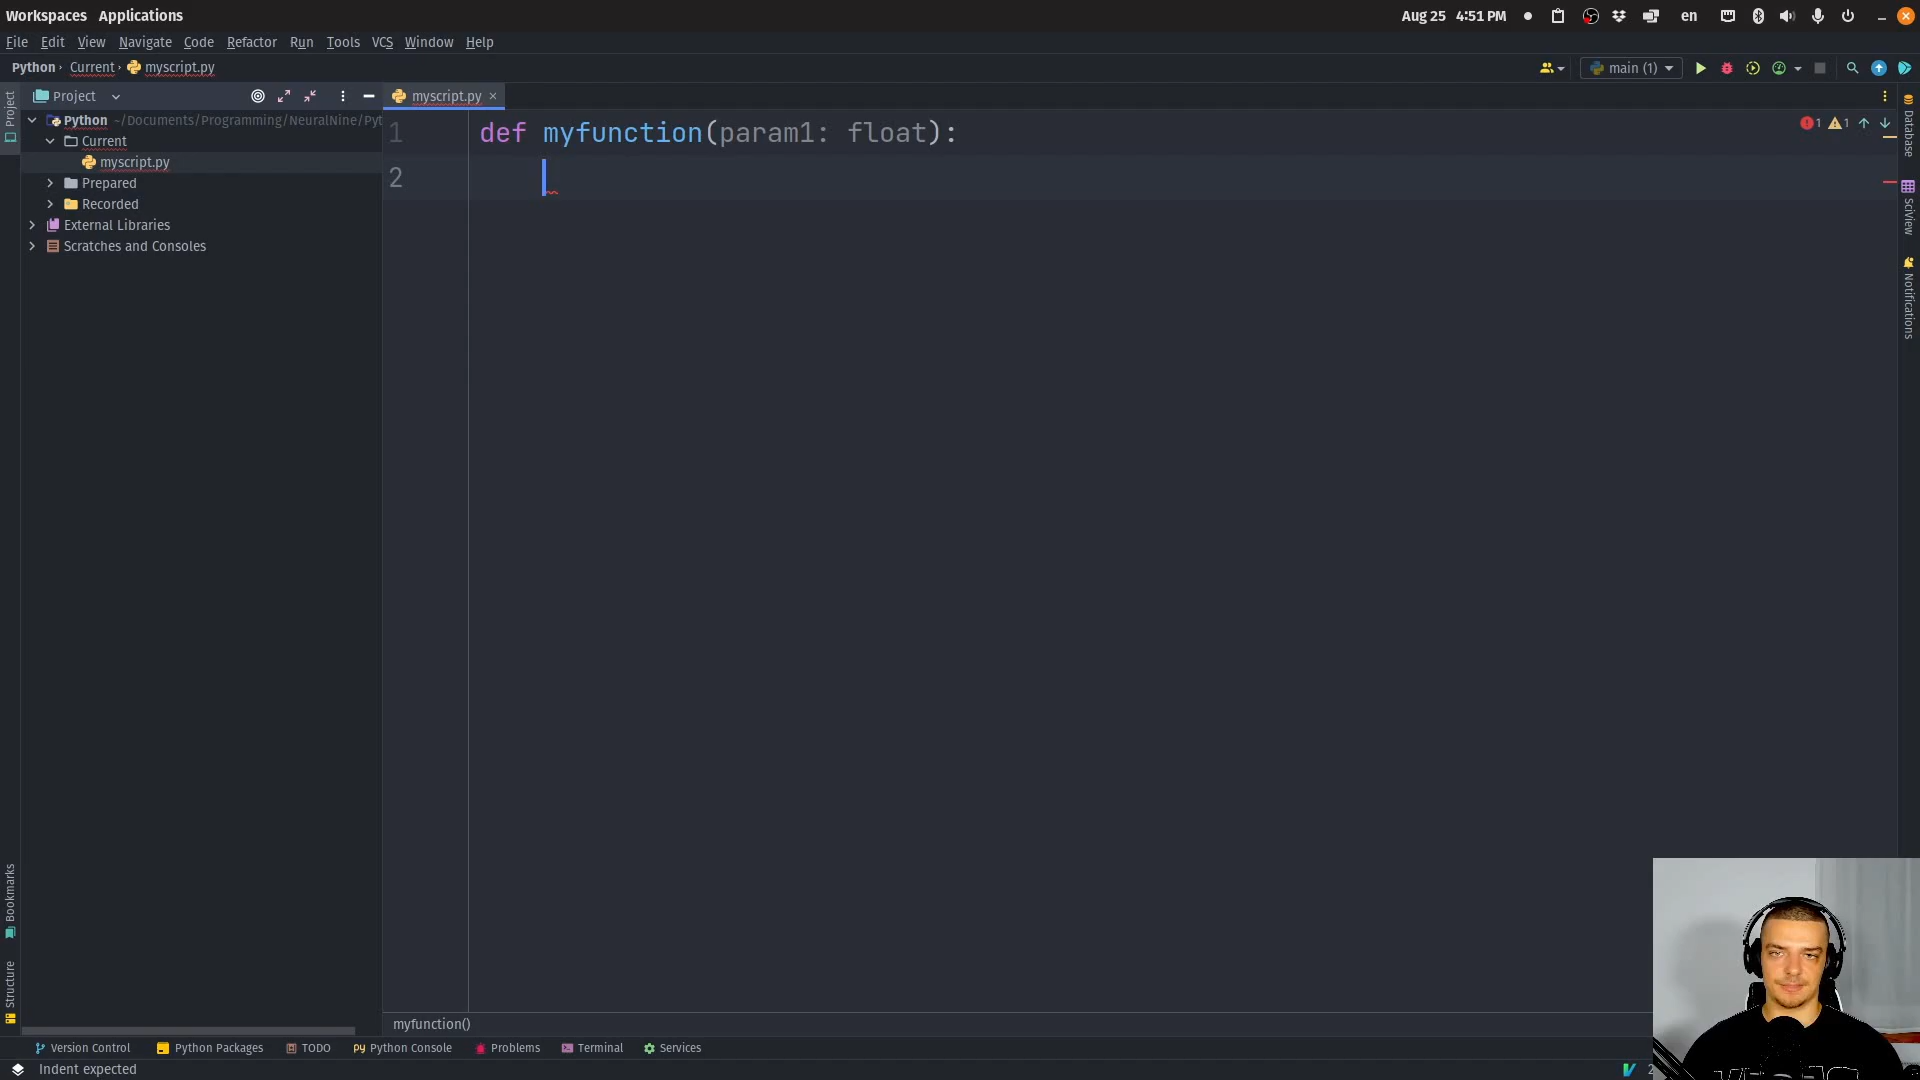 Workspaces Applications
Aug 25 4:51 PM
en
File Edit View Navigate Code Refactor Run Tools VCS Window Help
Python Current myscript.py
main (1)
Project
Project
myscript.py
Python ~/Documents/Programming/NeuralNine/Pyt
Current
myscript.py
Prepared
Recorded
External Libraries
Scratches and Consoles
1 def myfunction(param1: float):
2
1 1
Database
SciView
Notifications
Bookmarks
Structure
myfunction()
Version Control Python Packages TODO Python Console Problems Terminal Services
Indent expected